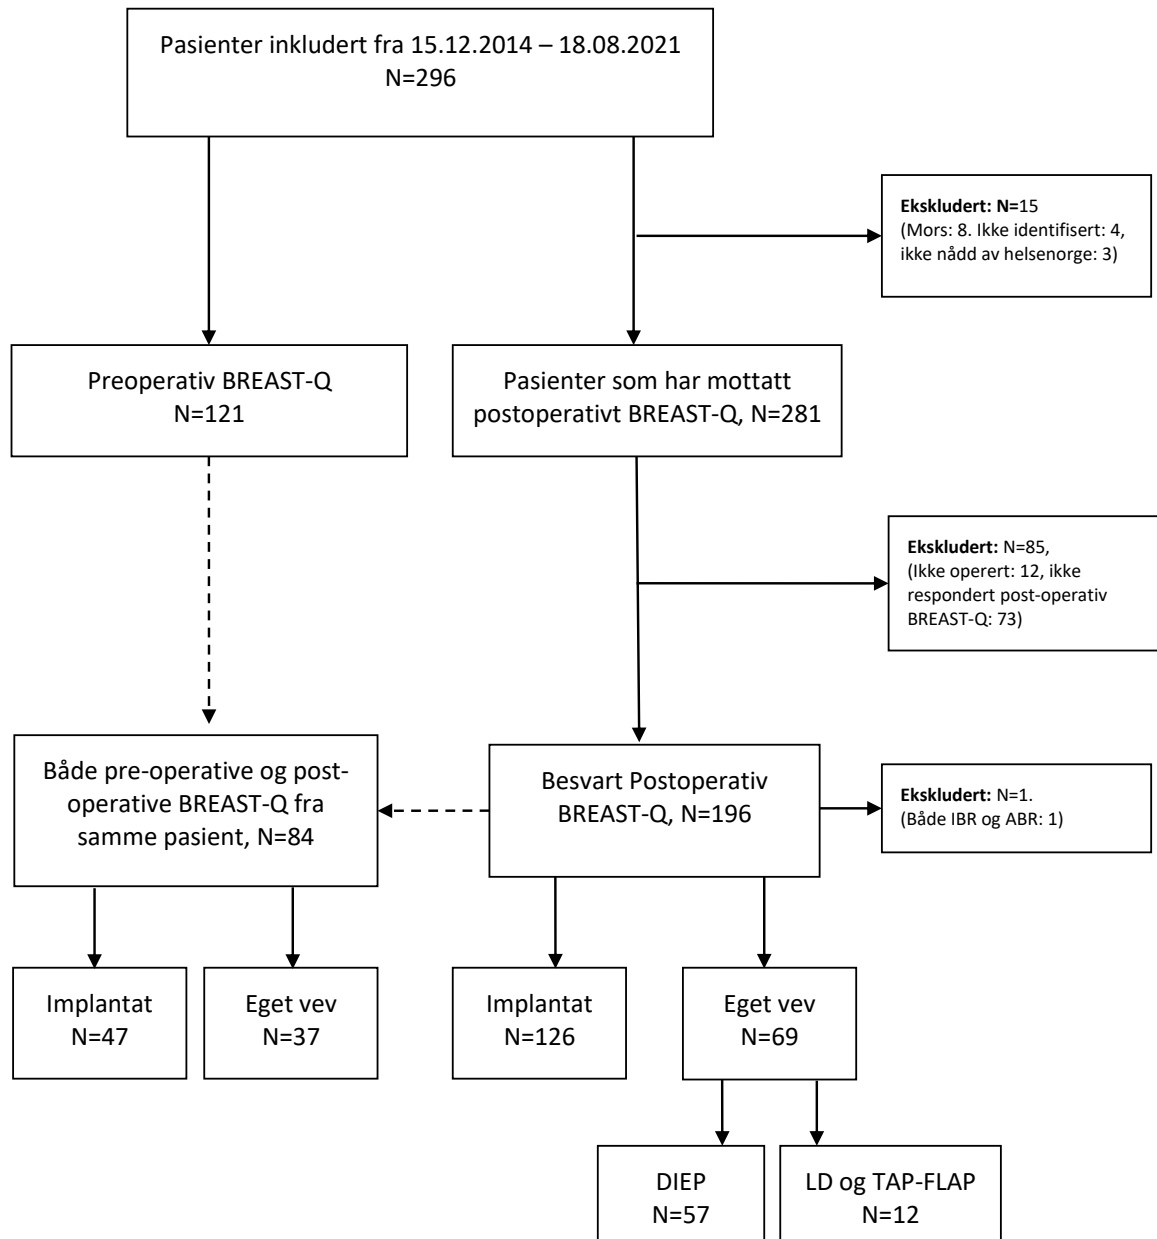 Pasienter inkludert fra 15.12.2014 – 18.08.2021
N=296
Ekskludert: N=15
(Mors: 8. Ikke identifisert: 4,
ikke nådd av helsenorge: 3)
Preoperativ BREAST-Q
N=121
Pasienter som har mottatt
postoperativt BREAST-Q, N=281
Ekskludert: N=85,
(Ikke operert: 12, ikke
respondert post-operativ
BREAST-Q: 73)
Både pre-operative og post-
operative BREAST-Q fra
samme pasient, N=84
Besvart Postoperativ
BREAST-Q, N=196
Ekskludert: N=1.
(Både IBR og ABR: 1)
Implantat
N=47
Eget vev
N=37
Implantat
N=126
Eget vev
N=69
DIEP
N=57
LD og TAP-FLAP
N=12